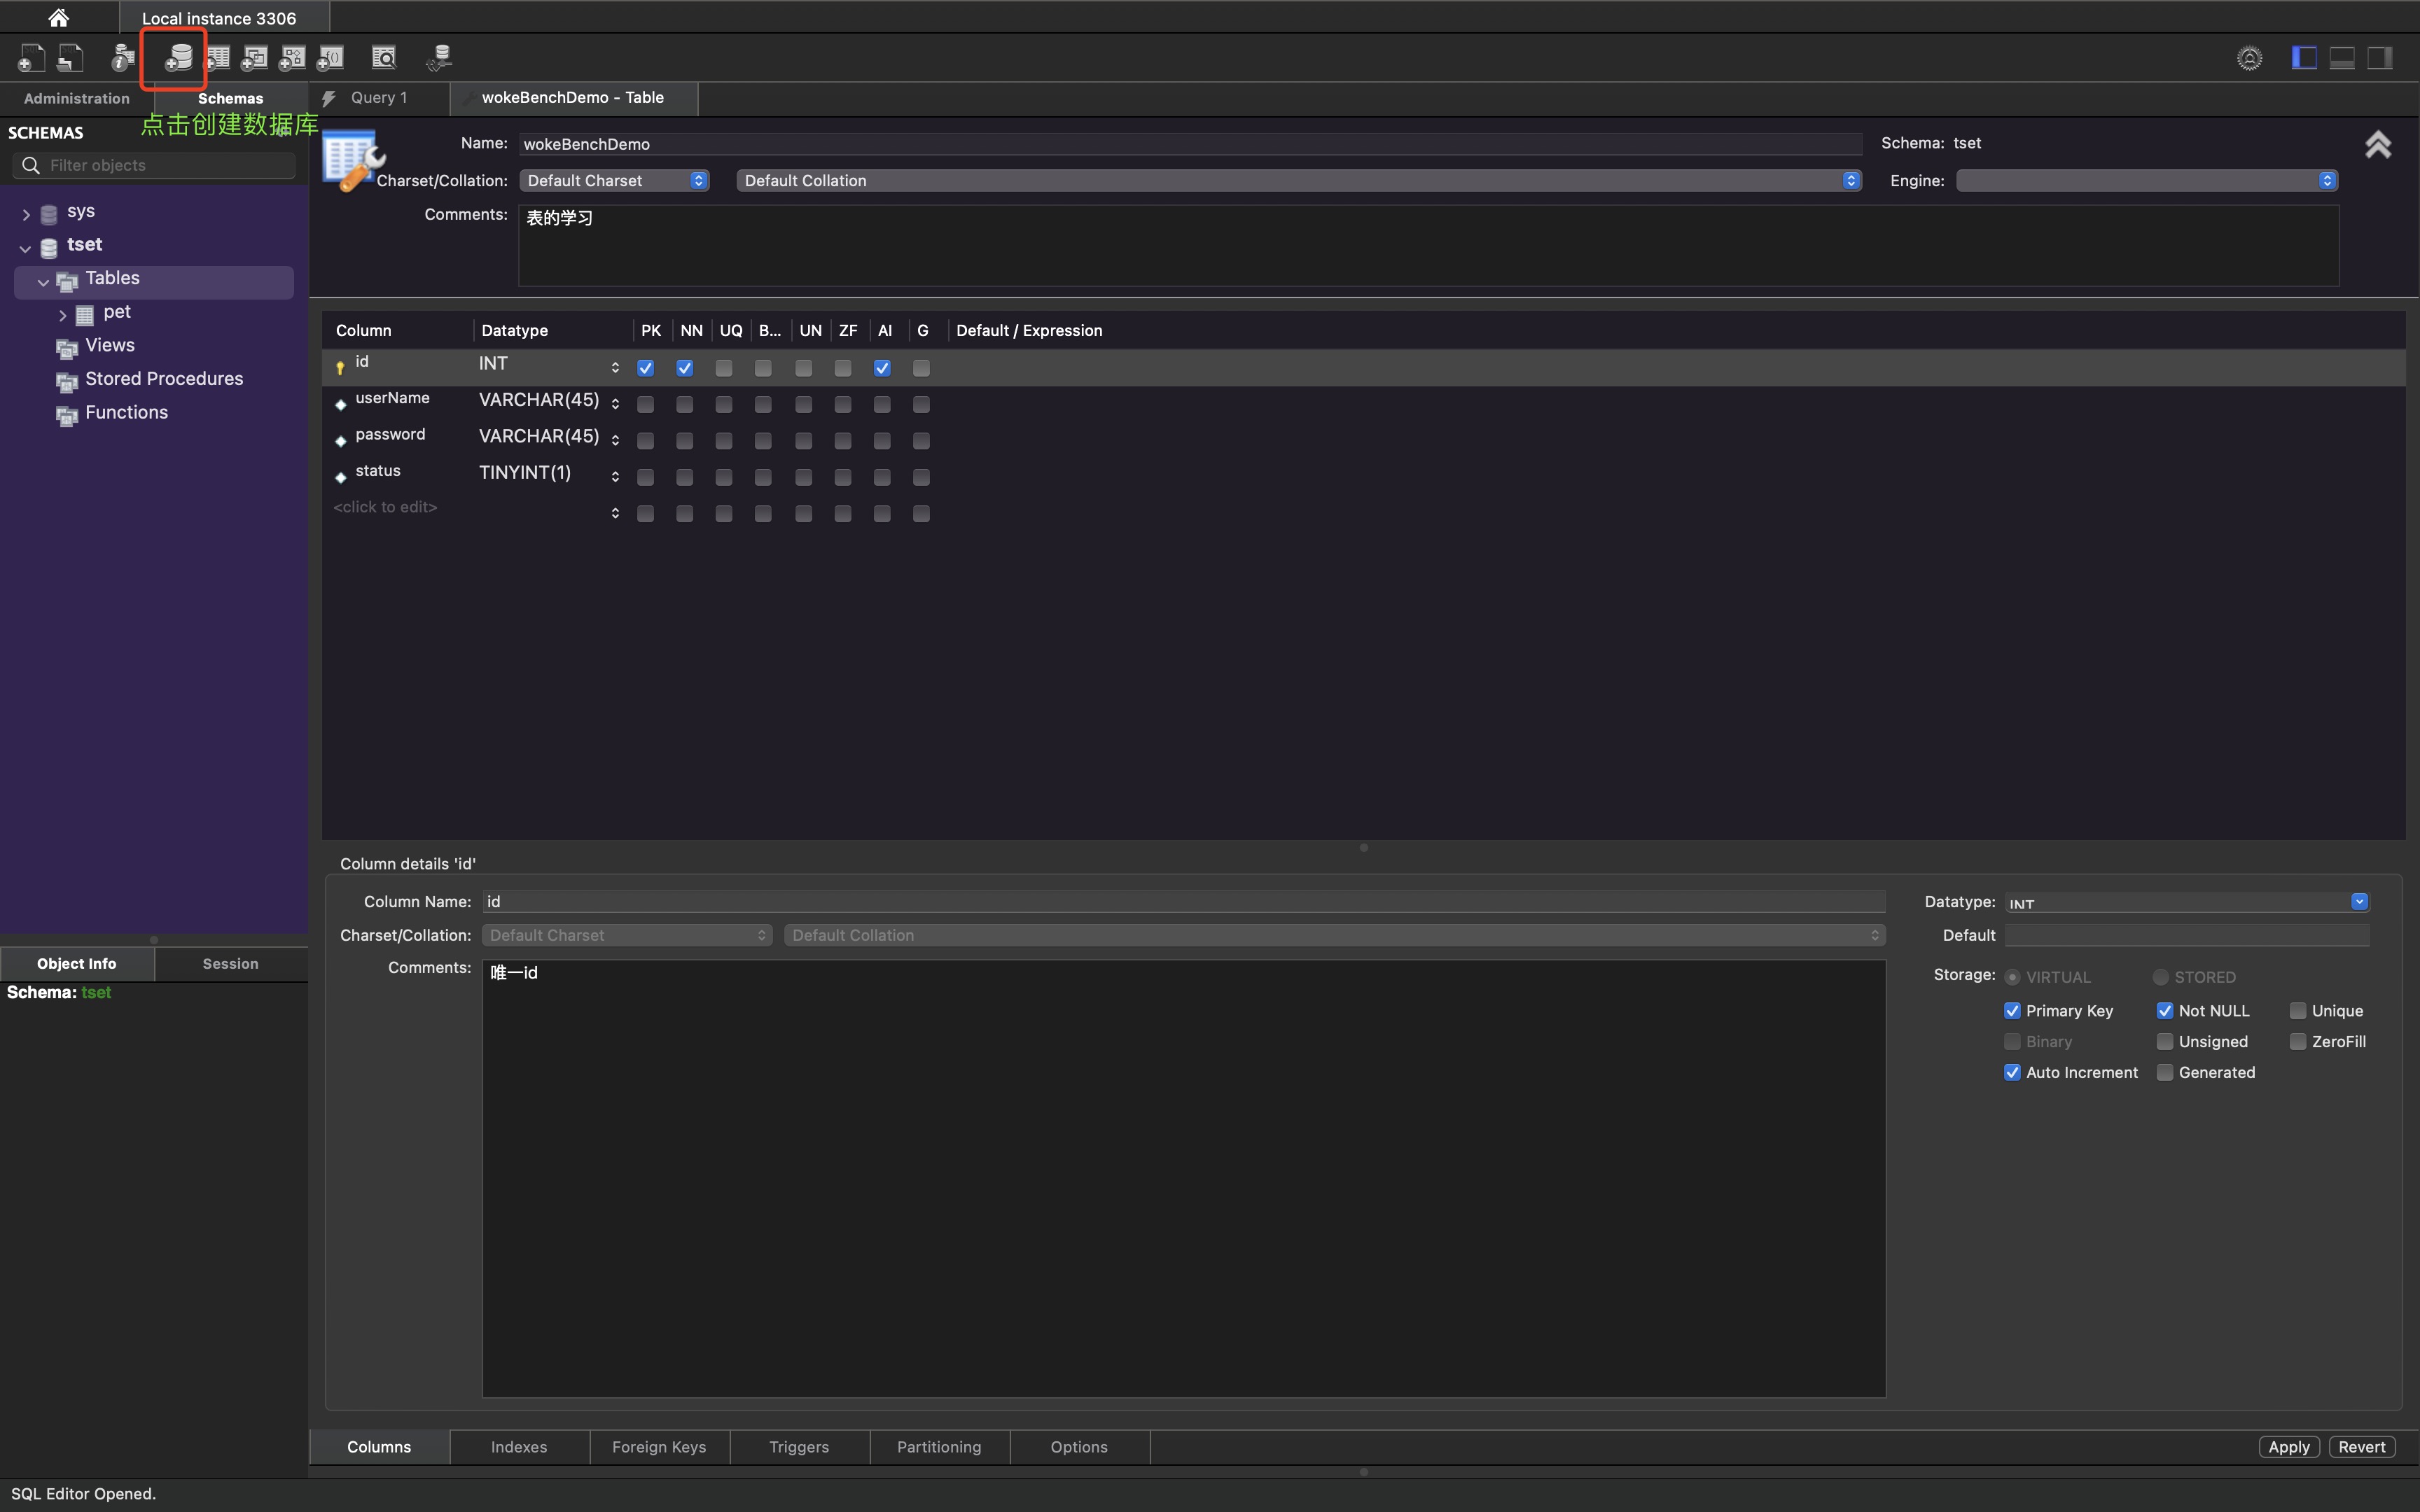 Local instance 3306
Administration
Schemas
Query 1
wokeBenchDemo - Table
点击创建数据库
SCHEMAS
Filter objects
sys
tset
Tables
pet
Views
Stored Procedures
Functions
Name: wokeBenchDemo Schema: tset
Charset/Collation: Default Charset Default Collation Engine:
Comments: 表的学习
Column Datatype PK NN UQ B... UN ZF AI G Default / Expression
id INT
userName VARCHAR(45)
password VARCHAR(45)
status TINYINT(1)
<click to edit>
Column details 'id'
Column Name: id Datatype: INT
Charset/Collation: Default Charset Default Collation Default
Comments: 唯一id Storage: VIRTUAL STORED
Primary Key Not NULL Unique
Binary Unsigned ZeroFill
Auto Increment Generated
Object Info Session
Schema: tset
Columns Indexes Foreign Keys Triggers Partitioning Options Apply Revert
SQL Editor Opened.